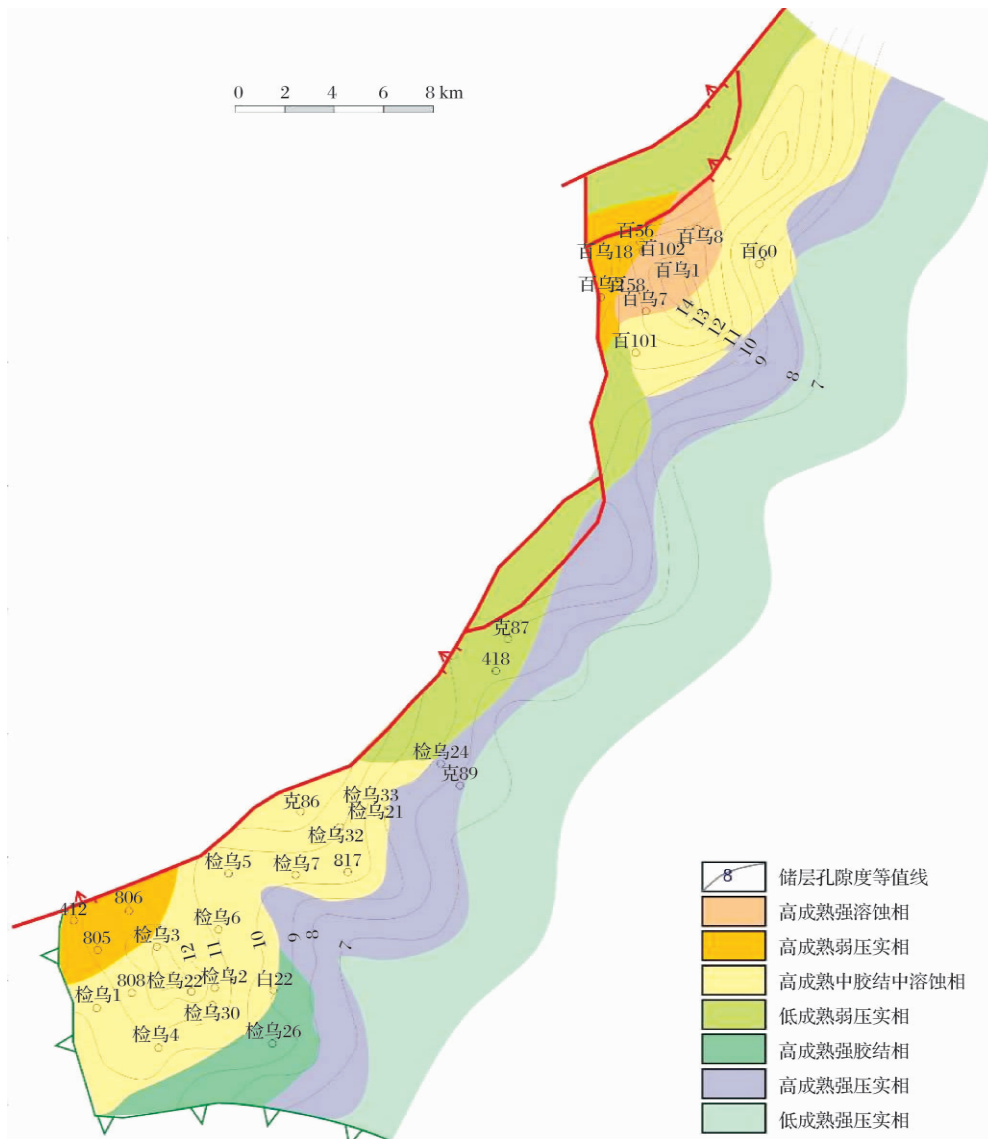 0 2 4 6 8 km
百56
百乌8
百乌18
百102
百60
百乌1
百乌2
158
百乌7
14
13
12
11
10
9
8
7
百101
克87
418
检乌24
克89
克86
检乌33
检乌21
检乌32
检乌5
检乌7
817
806
412
检乌6
805
检乌3
12
11
10
9
8
7
808
检乌22
检乌2
白22
检乌1
检乌30
检乌4
检乌26
8 储层孔隙度等值线
高成熟强溶蚀相
高成熟弱压实相
高成熟中胶结中溶蚀相
低成熟弱压实相
高成熟强胶结相
高成熟强压实相
低成熟强压实相